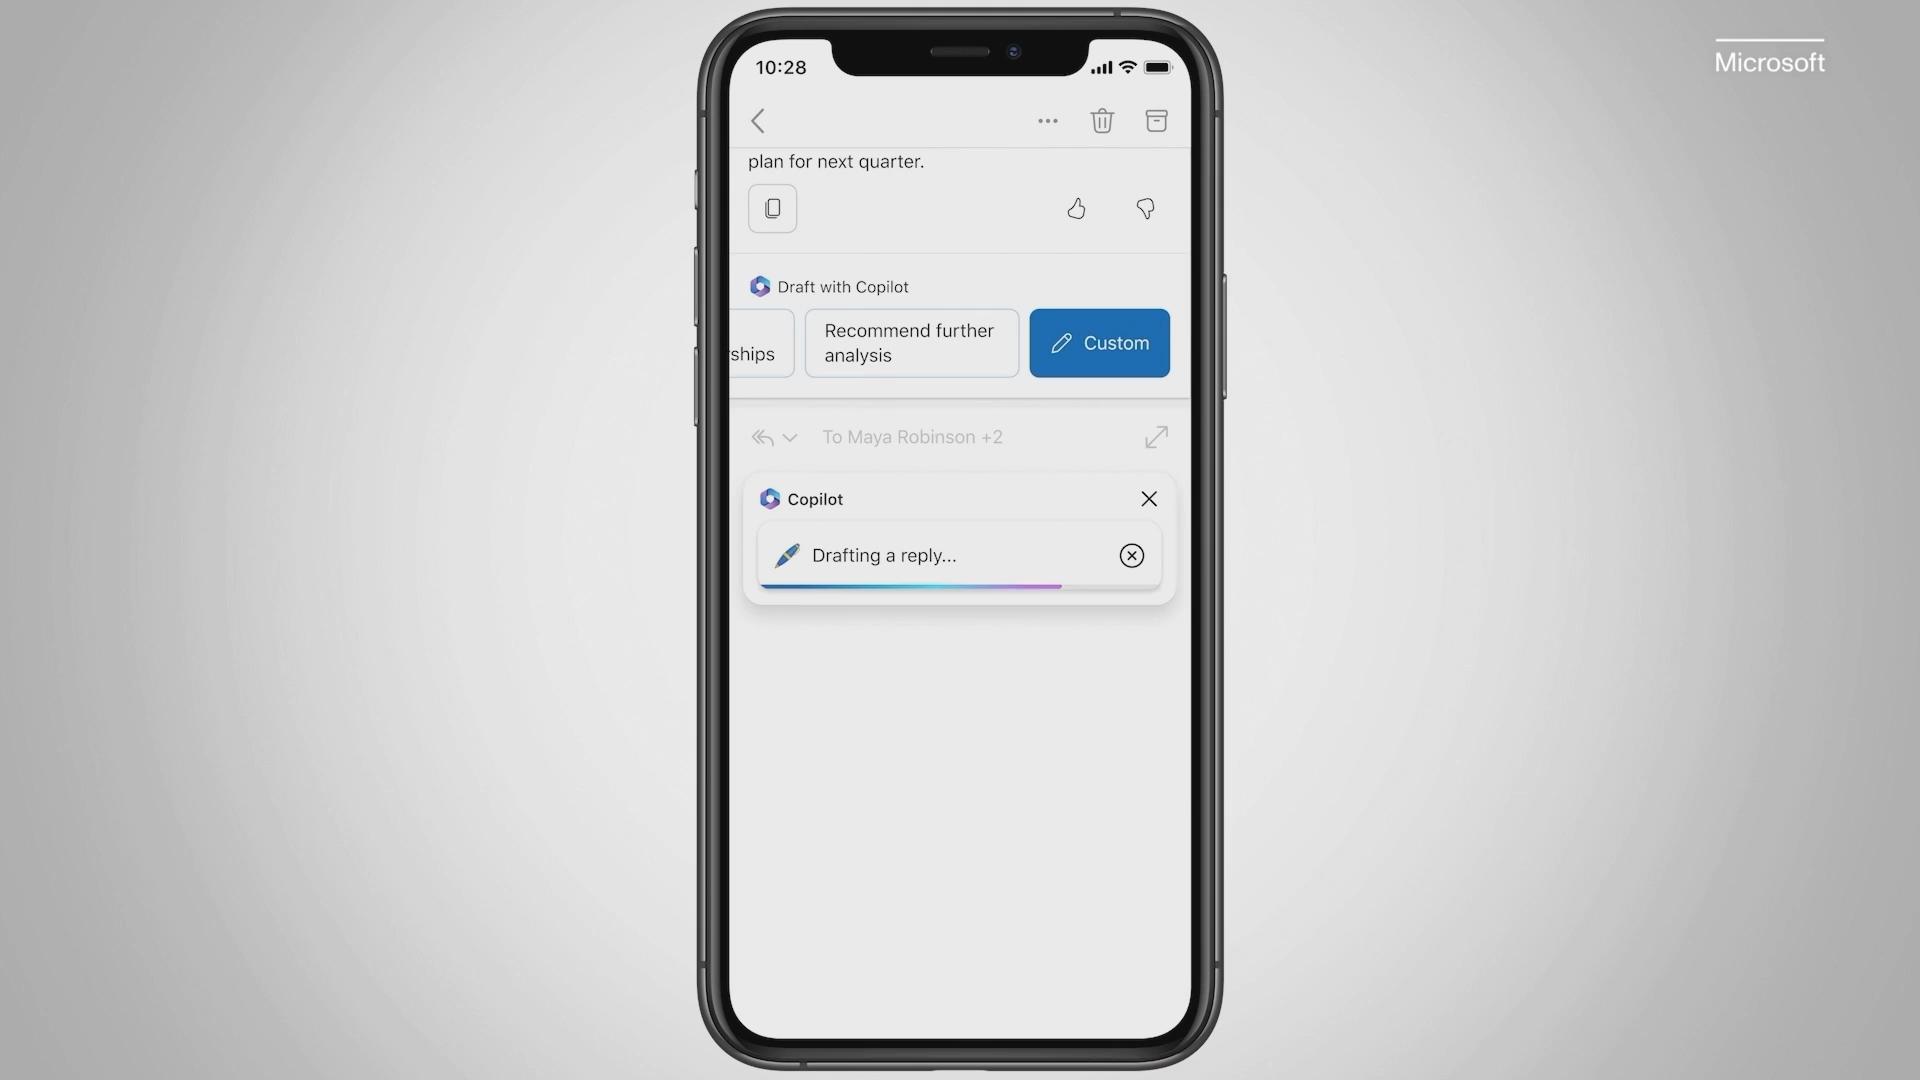 Microsoft
10:28
plan for next quarter.
Draft with Copilot
Recommend further
analysis
Custom
To Maya Robinson +2
Copilot
Drafting a reply...